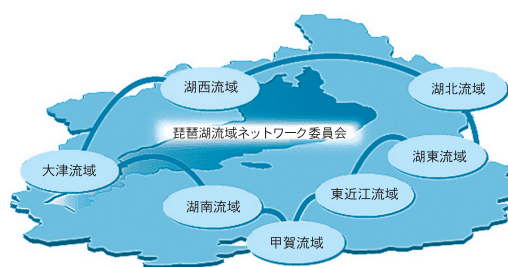 湖西流域
湖北流域
琵琶湖流域ネットワーク委員会
湖東流域
大津流域
東近江流域
湖南流域
甲賀流域